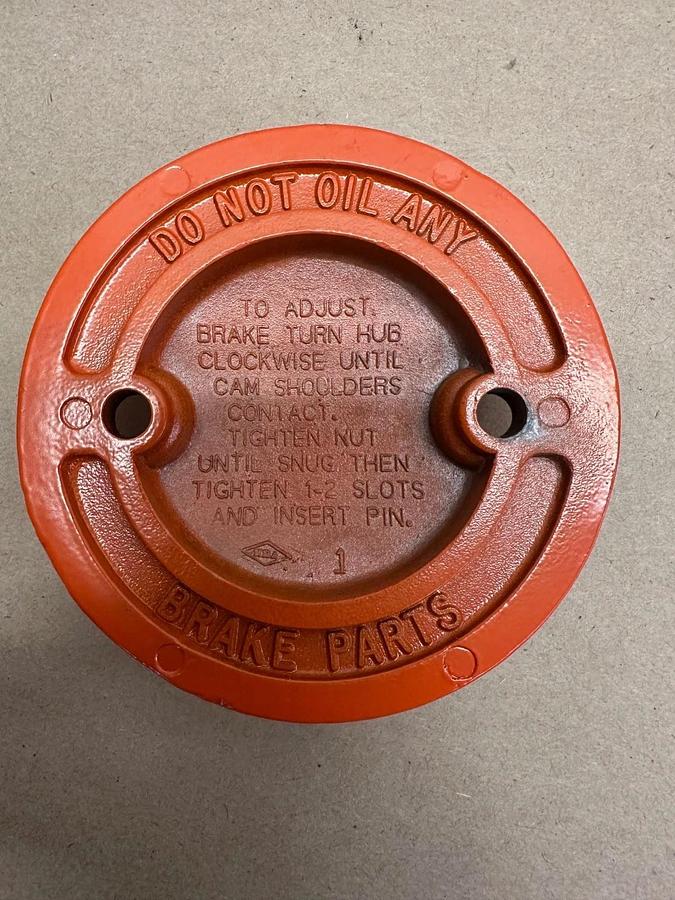 DO NOT OIL ANY
TO ADJUST.
BRAKE TURN HUB
CLOCKWISE UNTIL
CAM SHOULDERS
CONTACT.
TIGHTEN NUT
UNTIL SNUG THEN
TIGHTEN 1-2 SLOTS
AND INSERT PIN.
1
BRAKE PARTS